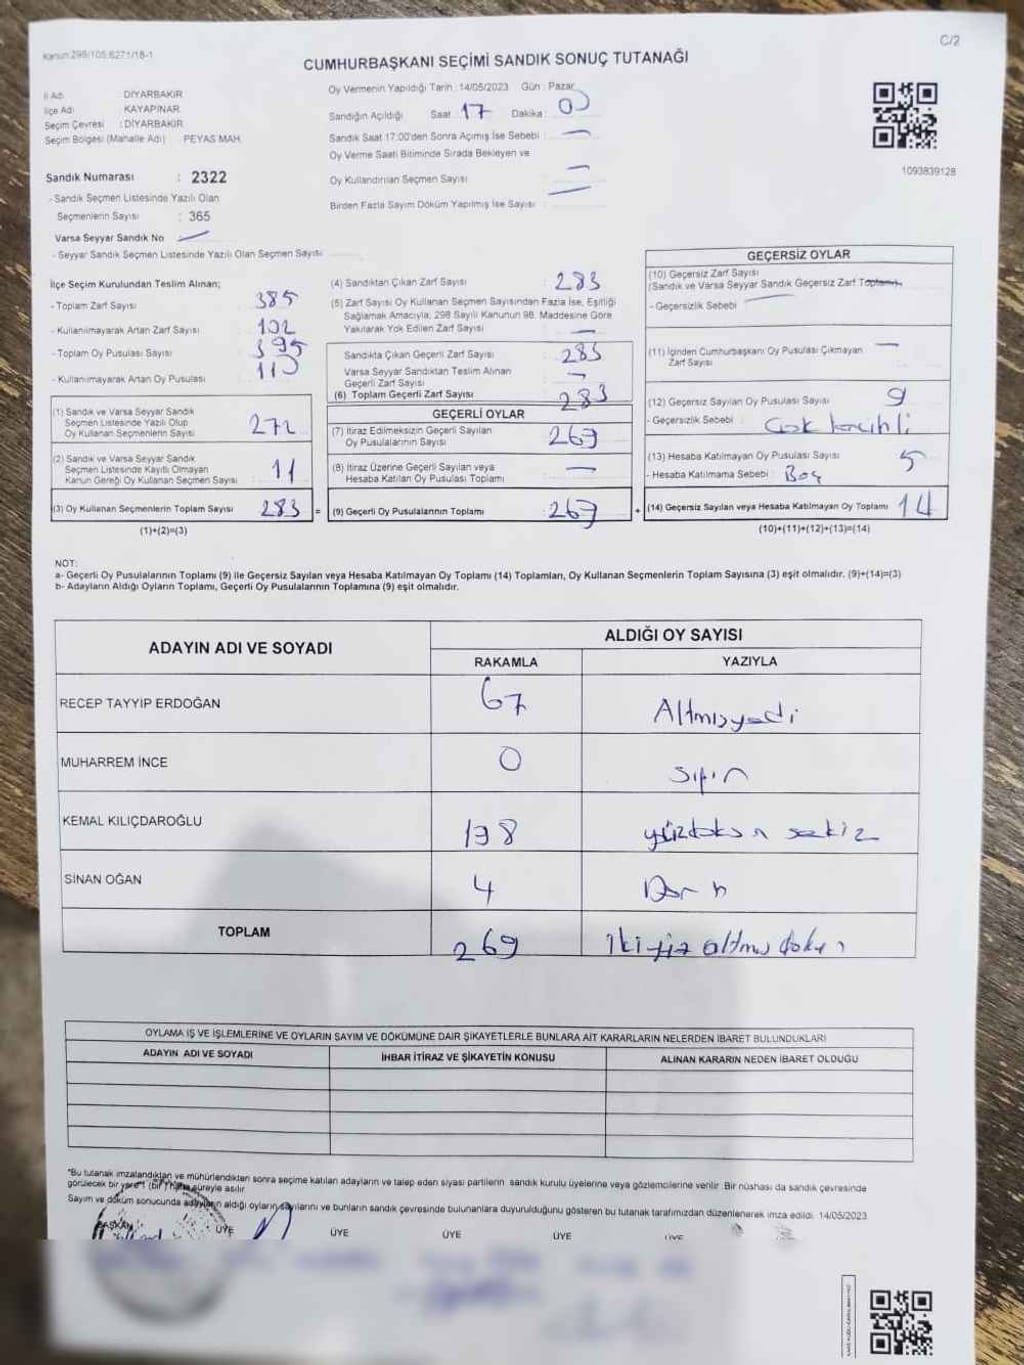 Kanun:298/105,6271/18-1
C/2
CUMHURBAŞKANI SEÇİMİ SANDIK SONUÇ TUTANAĞI
İl Adı DİYARBAKIR
İlçe Adı KAYAPINAR
Seçim Çevresi : DİYARBAKIR
Seçim Bölgesi (Mahalle Adı) PEYAS MAH.
Sandık Numarası : 2322
- Sandık Seçmen Listesinde Yazılı Olan
Seçmenlerin Sayısı : 365
Varsa Seyyar Sandık No —
- Seyyar Sandık Seçmen Listesinde Yazılı Olan Seçmen Sayısı
Oy Vermenin Yapıldığı Tarih : 14/05/2023 Gün : Pazar
Sandığın Açıldığı Saat 17 Dakika : 0
Sandık Saat 17:00'den Sonra Açılmış İse Sebebi : —
Oy Verme Saati Bitiminde Sırada Bekleyen ve
Oy Kullandırılan Seçmen Sayısı —
Birden Fazla Sayım Döküm Yapılmış İse Sayısı : —
1093839128
İlçe Seçim Kurulundan Teslim Alınan;
- Toplam Zarf Sayısı 385
- Kullanılmayarak Artan Zarf Sayısı : 102
- Toplam Oy Pusulası Sayısı 395
- Kullanılmayarak Artan Oy Pusulası
(1) Sandık ve Varsa Seyyar Sandık
Seçmen Listesinde Yazılı Olup
Oy Kullanan Seçmenlerin Sayısı 272
(2) Sandık ve Varsa Seyyar Sandık
Seçmen Listesinde Kayıtlı Olmayan
Kanun Gereği Oy Kullanan Seçmen Sayısı 11
(3) Oy Kullanan Seçmenlerin Toplam Sayısı 283 =
(1)+(2)=(3)
(4) Sandıktan Çıkan Zarf Sayısı 283
(5) Zarf Sayısı Oy Kullanan Seçmen Sayısından Fazla İse, Eşitliği
Sağlamak Amacıyla, 298 Sayılı Kanunun 98. Maddesine Göre
Yakılarak Yok Edilen Zarf Sayısı —
Sandıkta Çıkan Geçerli Zarf Sayısı 283
Varsa Seyyar Sandıktan Teslim Alınan
Geçerli Zarf Sayısı —
(6) Toplam Geçerli Zarf Sayısı 283
GEÇERLİ OYLAR
(7) İtiraz Edilmeksizin Geçerli Sayılan
Oy Pusulalarının Sayısı 269
(8) İtiraz Üzerine Geçerli Sayılan veya
Hesaba Katılan Oy Pusulası Toplamı —
(9) Geçerli Oy Pusulalarının Toplamı 269 +
GEÇERSİZ OYLAR
(10) Geçersiz Zarf Sayısı
(Sandık ve Varsa Seyyar Sandık Geçersiz Zarf Toplamı)
- Geçersizlik Sebebi —
(11) İçinden Cumhurbaşkanı Oy Pusulası Çıkmayan —
Zarf Sayısı
(12) Geçersiz Sayılan Oy Pusulası Sayısı 9
- Geçersizlik Sebebi : Çok tercihli
(13) Hesaba Katılmayan Oy Pusulası Sayısı 5
- Hesaba Katılmama Sebebi : Boş
(14) Geçersiz Sayılan veya Hesaba Katılmayan Oy Toplamı 14
(10)+(11)+(12)+(13)=(14)
NOT:
a- Geçerli Oy Pusulalarının Toplamı (9) ile Geçersiz Sayılan veya Hesaba Katılmayan Oy Toplamı (14) Toplamları, Oy Kullanan Seçmenlerin Toplam Sayısına (3) eşit olmalıdır. (9)+(14)=(3)
b- Adayların Aldığı Oyların Toplamı, Geçerli Oy Pusulalarının Toplamına (9) eşit olmalıdır.
ADAYIN ADI VE SOYADI
ALDIĞI OY SAYISI
RAKAMLA YAZIYLA
RECEP TAYYİP ERDOĞAN 67 Altmışyedi
MUHARREM İNCE 0 Sıfır
KEMAL KILIÇDAROĞLU 198 yüzdoksan sekiz
SİNAN OĞAN 4 Dört
TOPLAM 269 İkiyüz altmış dokuz
OYLAMA İŞ VE İŞLEMLERİNE VE OYLARIN SAYIM VE DÖKÜMÜNE DAİR ŞİKAYETLERLE BUNLARA AİT KARARLARIN NELERDEN İBARET BULUNDUKLARI
ADAYIN ADI VE SOYADI İHBAR İTİRAZ VE ŞİKAYETİN KONUSU ALINAN KARARIN NEDEN İBARET OLDUĞU
*Bu tutanak imzalandıktan ve mühürlendikten sonra seçime katılan adayların ve talep eden siyasi partilerin sandık kurulu üyelerine veya gözlemcilerine verilir. Bir nüshası da sandık çevresinde
görülecek bir yere 1 (bir) hafta süreyle asılır.
Sayım ve döküm sonucunda adayların aldığı oyların sayılarını ve bunların sandık çevresinde bulunanlara duyurulduğunu gösteren bu tutanak tarafımızdan düzenlenerek imza edildi. 14/05/2023
BAŞKAN ÜYE ÜYE ÜYE ÜYE ÜYE